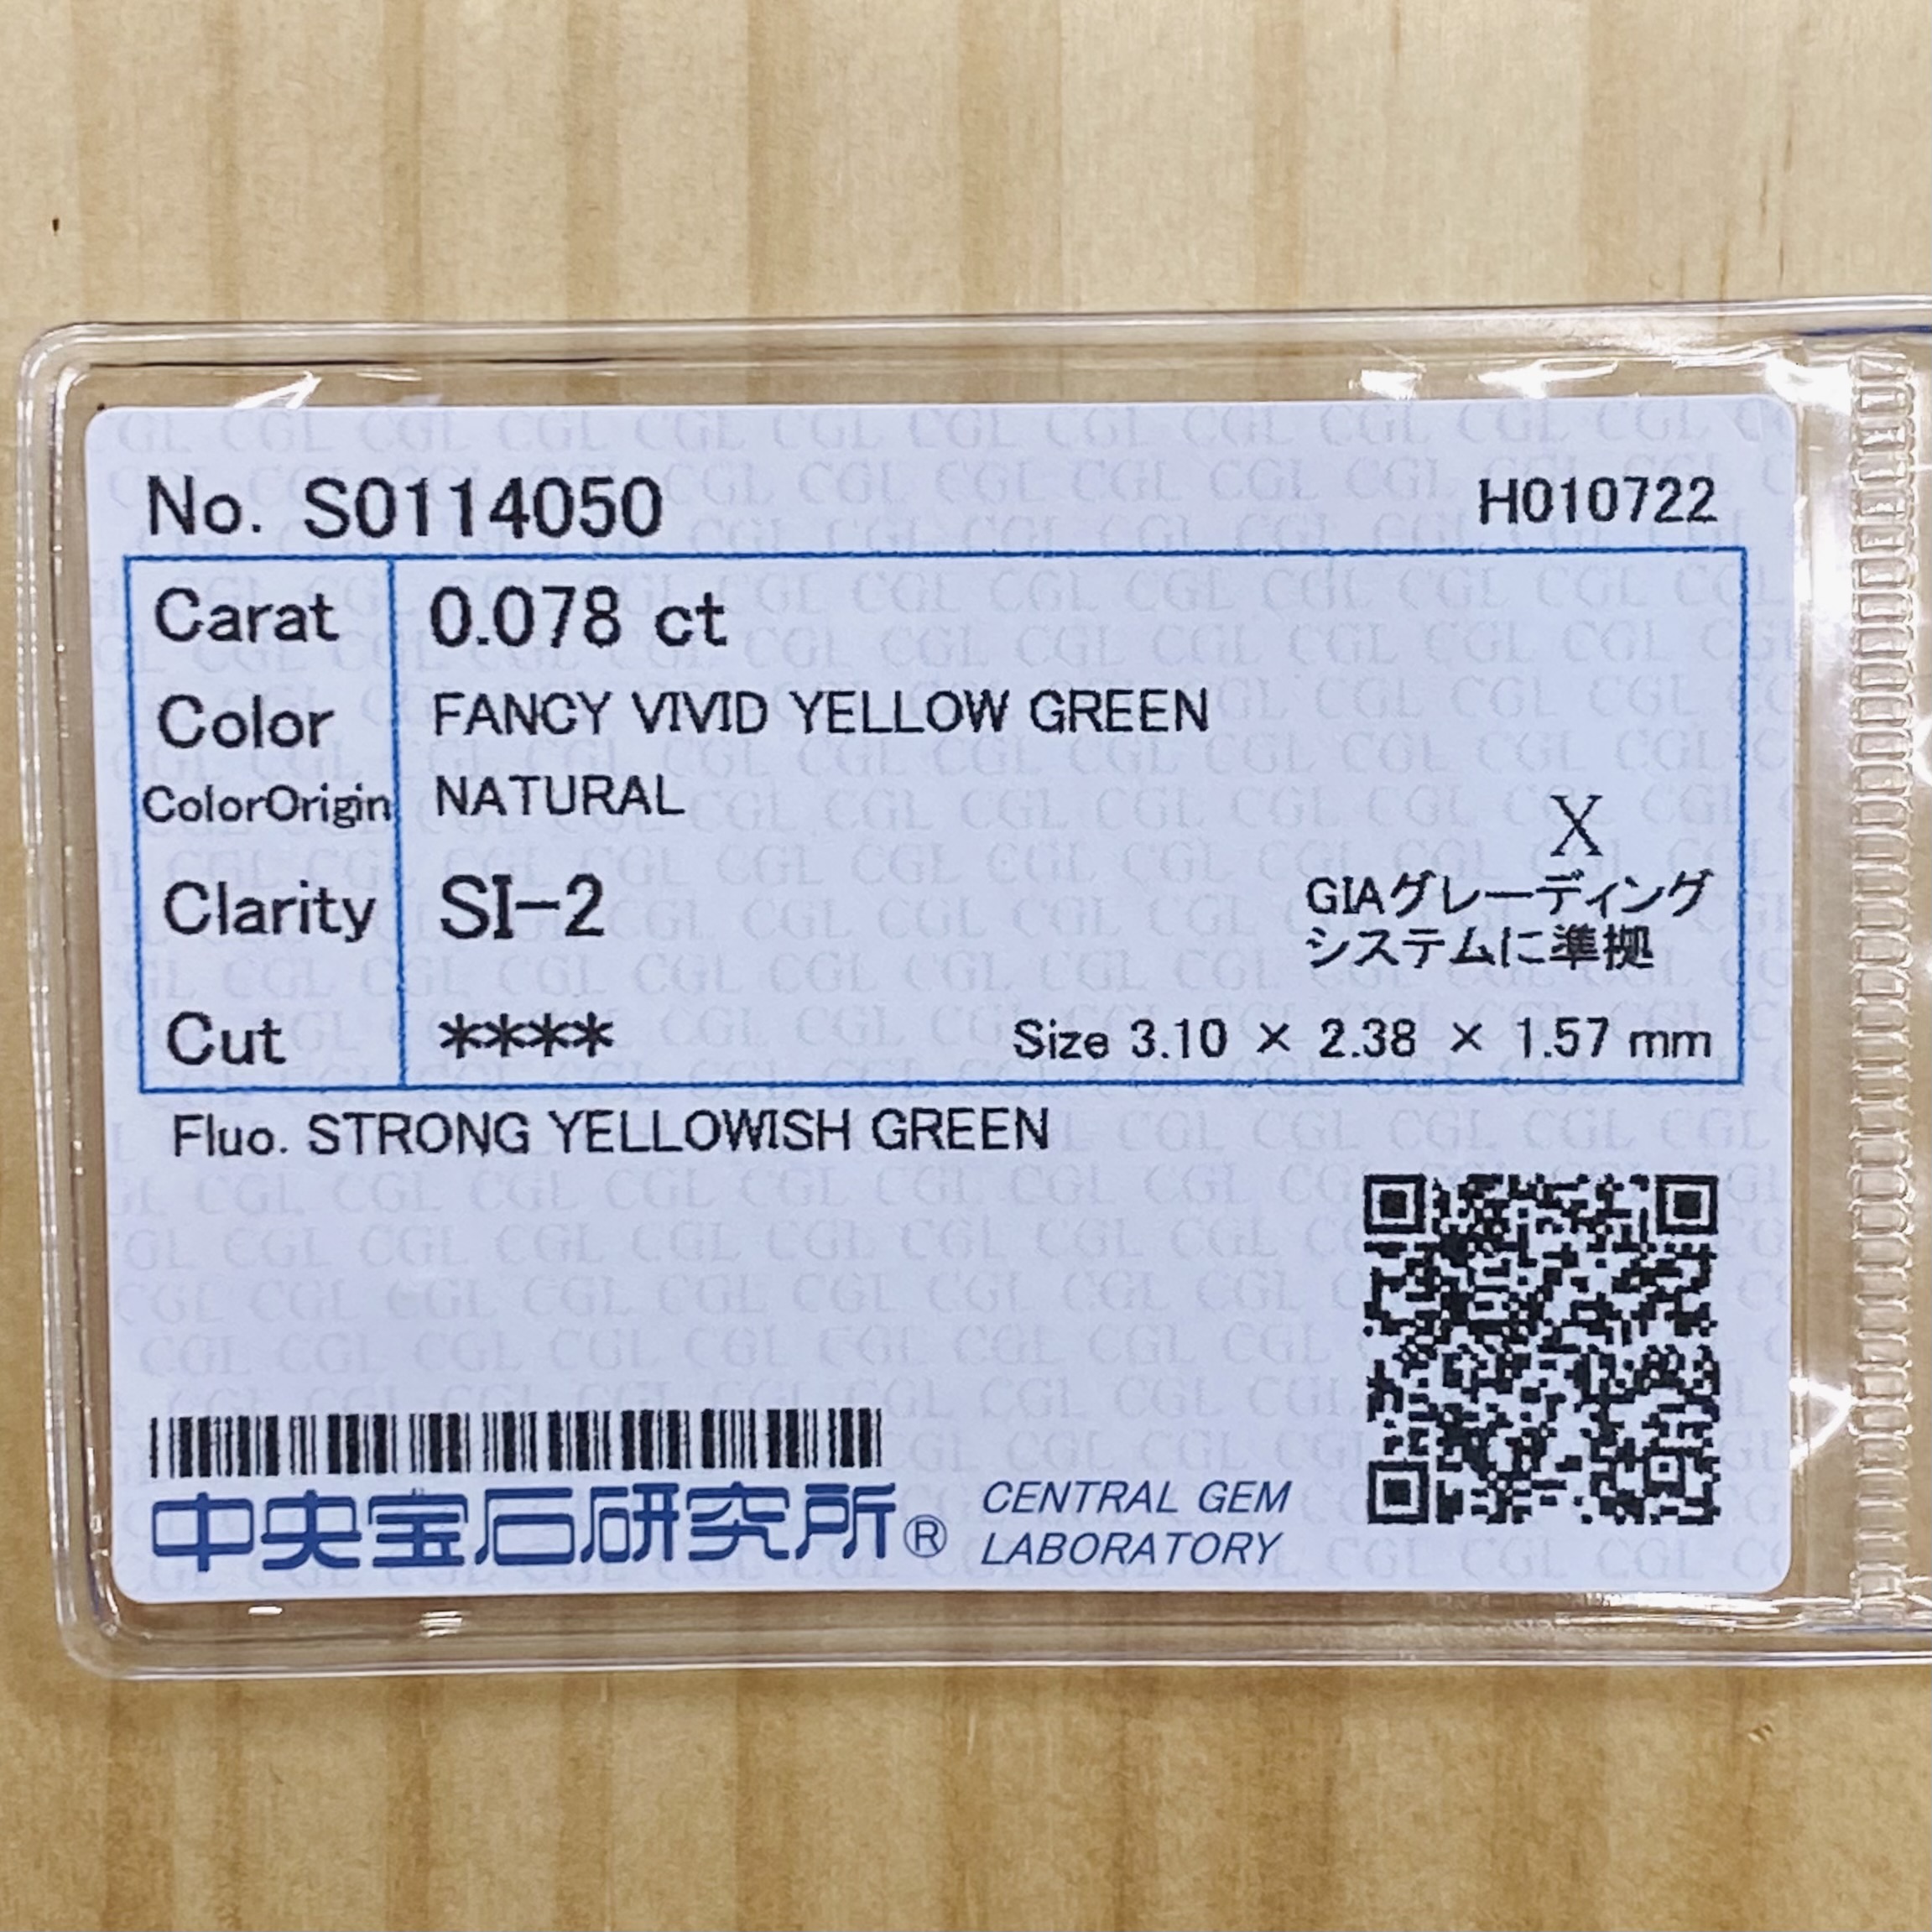 No. S0114050 H010722
Carat 0.078 ct
Color FANCY VIVID YELLOW GREEN
ColorOrigin NATURAL
X
Clarity SI-2
GIAグレーディング
システムに準拠
Cut **** Size 3.10 × 2.38 × 1.57 mm
Fluo. STRONG YELLOWISH GREEN
中央宝石研究所® CENTRAL GEM
LABORATORY